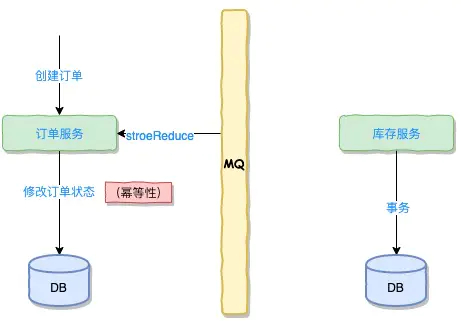 创建订单
订单服务
stroeReduce
MQ
库存服务
修改订单状态
（幂等性）
事务
DB
DB